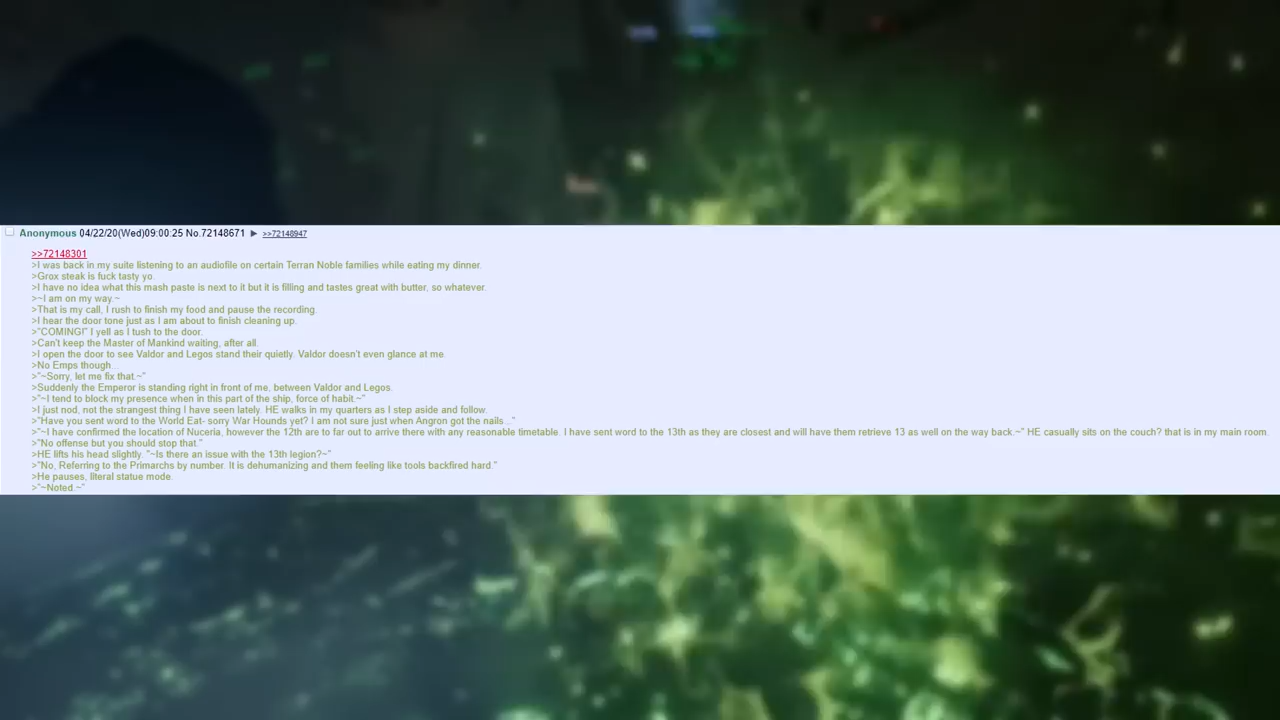 Anonymous 04/22/20(Wed)09:00:25 No.72148671 ▶ >>72148947
>>72148301
>I was back in my suite listening to an audiofile on certain Terran Noble families while eating my dinner.
>Grox steak is fuck tasty yo.
>I have no idea what this mash paste is next to it but it is filling and tastes great with butter, so whatever.
>~I am on my way.~
>That is my call, I rush to finish my food and pause the recording.
>I hear the door tone just as I am about to finish cleaning up.
>"COMING!" I yell as I tush to the door.
>Can't keep the Master of Mankind waiting, after all.
>I open the door to see Valdor and Legos stand their quietly. Valdor doesn't even glance at me.
>No Emps though...
>"~Sorry, let me fix that.~"
>Suddenly the Emperor is standing right in front of me, between Valdor and Legos.
>"~I tend to block my presence when in this part of the ship, force of habit.~"
>I just nod, not the strangest thing I have seen lately. HE walks in my quarters as I step aside and follow.
>"Have you sent word to the World Eat- sorry War Hounds yet? I am not sure just when Angron got the nails..."
>"~I have confirmed the location of Nuceria, however the 12th are to far out to arrive there with any reasonable timetable. I have sent word to the 13th as they are closest and will have them retrieve 13 as well on the way back.~" HE casually sits on the couch? that is in my main room.
>"No offense but you should stop that."
>HE lifts his head slightly. "~Is there an issue with the 13th legion?~"
>"No, Referring to the Primarchs by number. It is dehumanizing and them feeling like tools backfired hard."
>He pauses, literal statue mode.
>"~Noted.~"